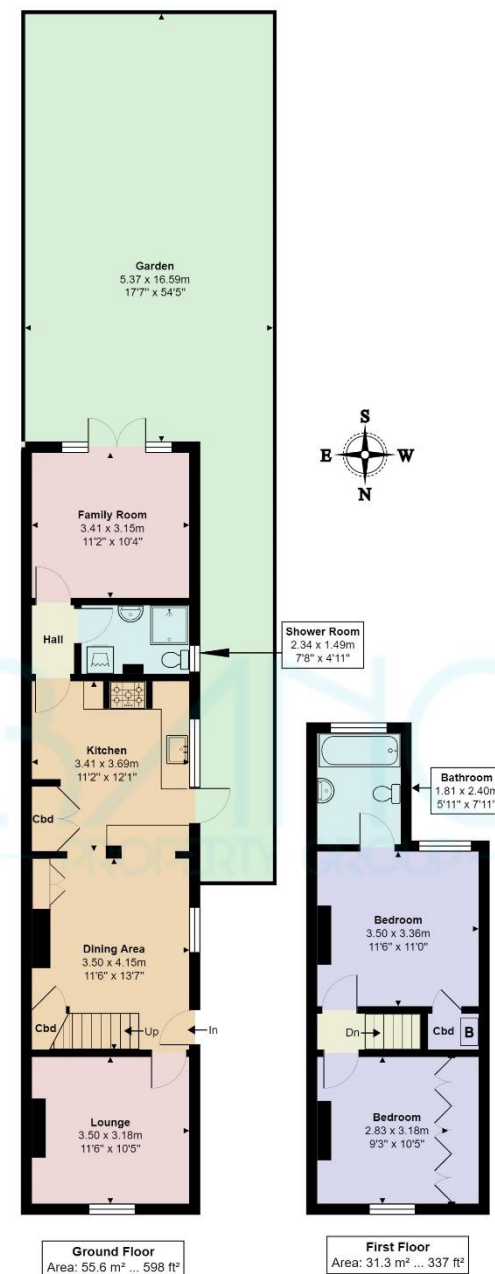 Garden
5.37 x 16.59m
17'7" x 54'5"
S
E
W
N
Family Room
3.41 x 3.15m
11'2" x 10'4"
Hall
Shower Room
2.34 x 1.49m
7'8" x 4'11"
Kitchen
3.41 x 3.69m
11'2" x 12'1"
Cbd
Bathroom
1.81 x 2.40m
5'11" x 7'11"
PROPERTY GROUP
Dining Area
3.50 x 4.15m
11'6" x 13'7"
Cbd
Up
In
Bedroom
3.50 x 3.36m
11'6" x 11'0"
Dn
Cbd
B
Lounge
3.50 x 3.18m
11'6" x 10'5"
Bedroom
2.83 x 3.18m
9'3" x 10'5"
Ground Floor
Area: 55.6 m² ... 598 ft²
First Floor
Area: 31.3 m² ... 337 ft²